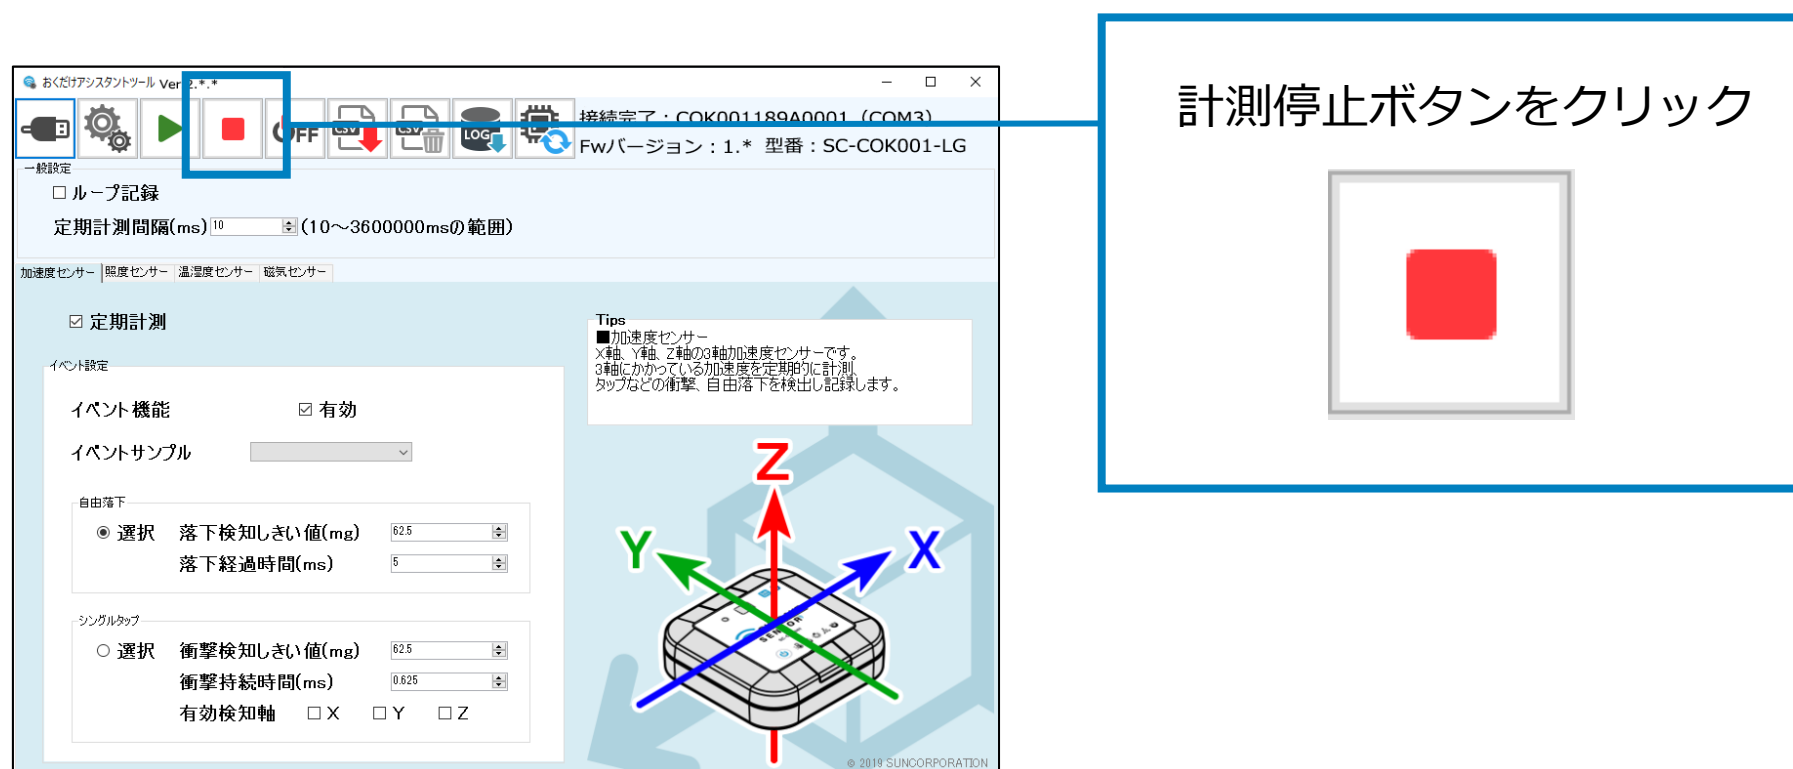 計測停止ボタンをクリック
おくだけアシスタントツール Ver 2.*.*
OFF
CSV
CSV
LOG
接続完了：COK001189A0001（COM3）
Fwバージョン：1.* 型番：SC-COK001-LG
一般設定
ループ記録
定期計測間隔(ms) 10 (10～3600000msの範囲)
加速度センサー 照度センサー 温湿度センサー 磁気センサー
定期計測
イベント設定
イベント機能 有効
イベントサンプル
自由落下
選択 落下検知しきい値(mg) 62.5
落下経過時間(ms) 5
シングルタップ
選択 衝撃検知しきい値(mg) 62.5
衝撃持続時間(ms) 0.625
有効検知軸 X Y Z
Tips
■加速度センサー
X軸、Y軸、Z軸の3軸加速度センサーです。
3軸にかかっている加速度を定期的に計測、
タップなどの衝撃、自由落下を検出し記録します。
Z
Y
X
SENSOR
© 2019 SUNCORPORATION